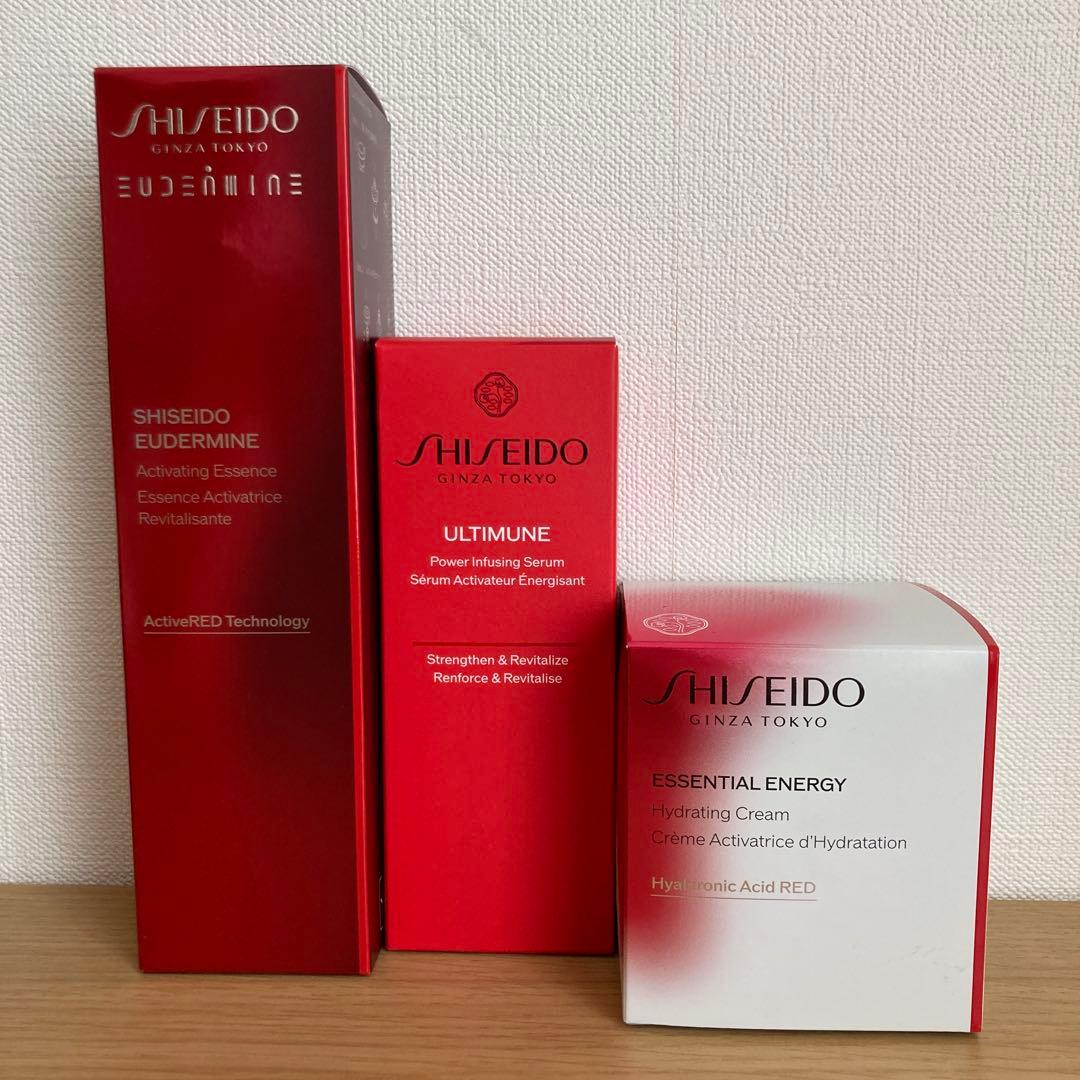 SHISEIDO
GINZA TOKYO
EUDERMINE
SHISEIDO
EUDERMINE
Activating Essence
Essence Activatrice
Revitalisante
ActiveRED Technology
SHISEIDO
GINZA TOKYO
ULTIMUNE
Power Infusing Serum
Sérum Activateur Énergisant
Strengthen & Revitalize
Renforce & Revitalise
SHISEIDO
GINZA TOKYO
ESSENTIAL ENERGY
Hydrating Cream
Crème Activatrice d'Hydratation
Hyaluronic Acid RED